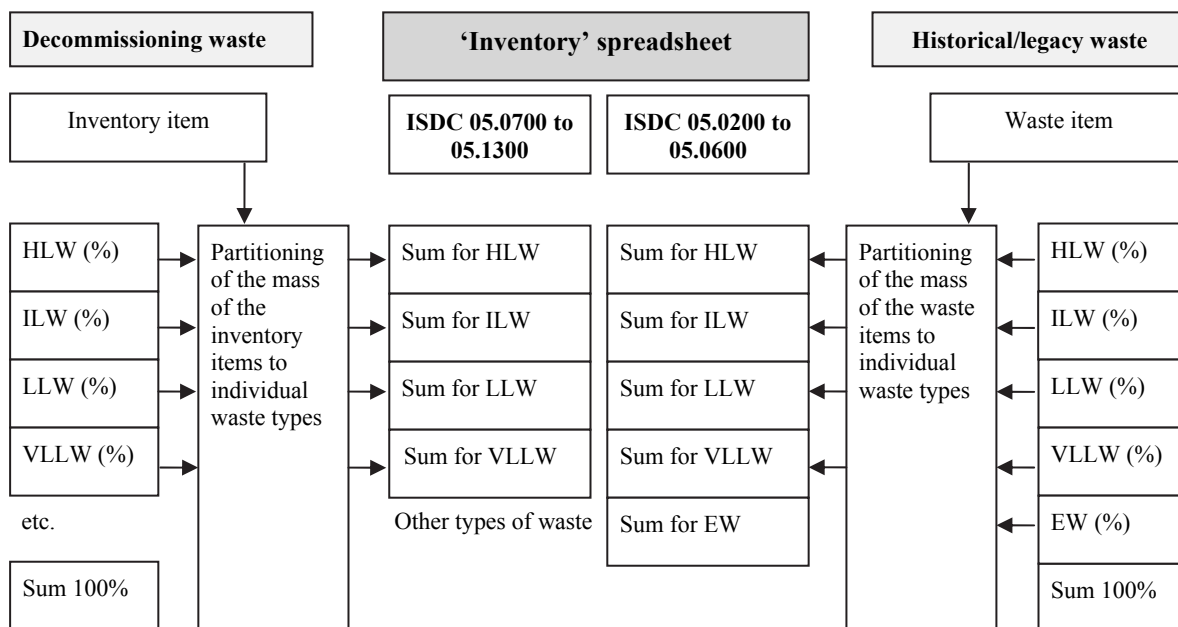 Decommissioning waste
‘Inventory’ spreadsheet
Historical/legacy waste
Inventory item
ISDC 05.0700 to
05.1300
ISDC 05.0200 to
05.0600
Waste item
HLW (%)
ILW (%)
LLW (%)
VLLW (%)
etc.
Sum 100%
Partitioning
of the mass
of the
inventory
items to
individual
waste types
Sum for HLW
Sum for ILW
Sum for LLW
Sum for VLLW
Other types of waste
Sum for HLW
Sum for ILW
Sum for LLW
Sum for VLLW
Sum for EW
Partitioning
of the mass
of the waste
items to
individual
waste types
HLW (%)
ILW (%)
LLW (%)
VLLW (%)
EW (%)
Sum 100%